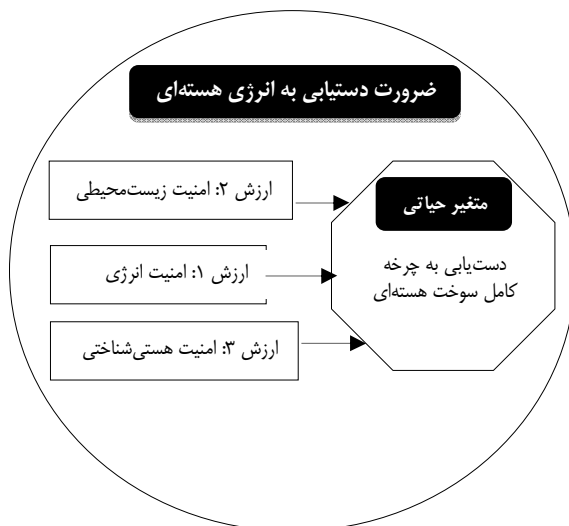 ضرورت دستیابی به انرژی هسته‌ای
ارزش ۲: امنیت زیست‌محیطی
ارزش ۱: امنیت انرژی
ارزش ۳: امنیت هستی‌شناختی
متغیر حیاتی
دست‌یابی به چرخه
کامل سوخت هسته‌ای